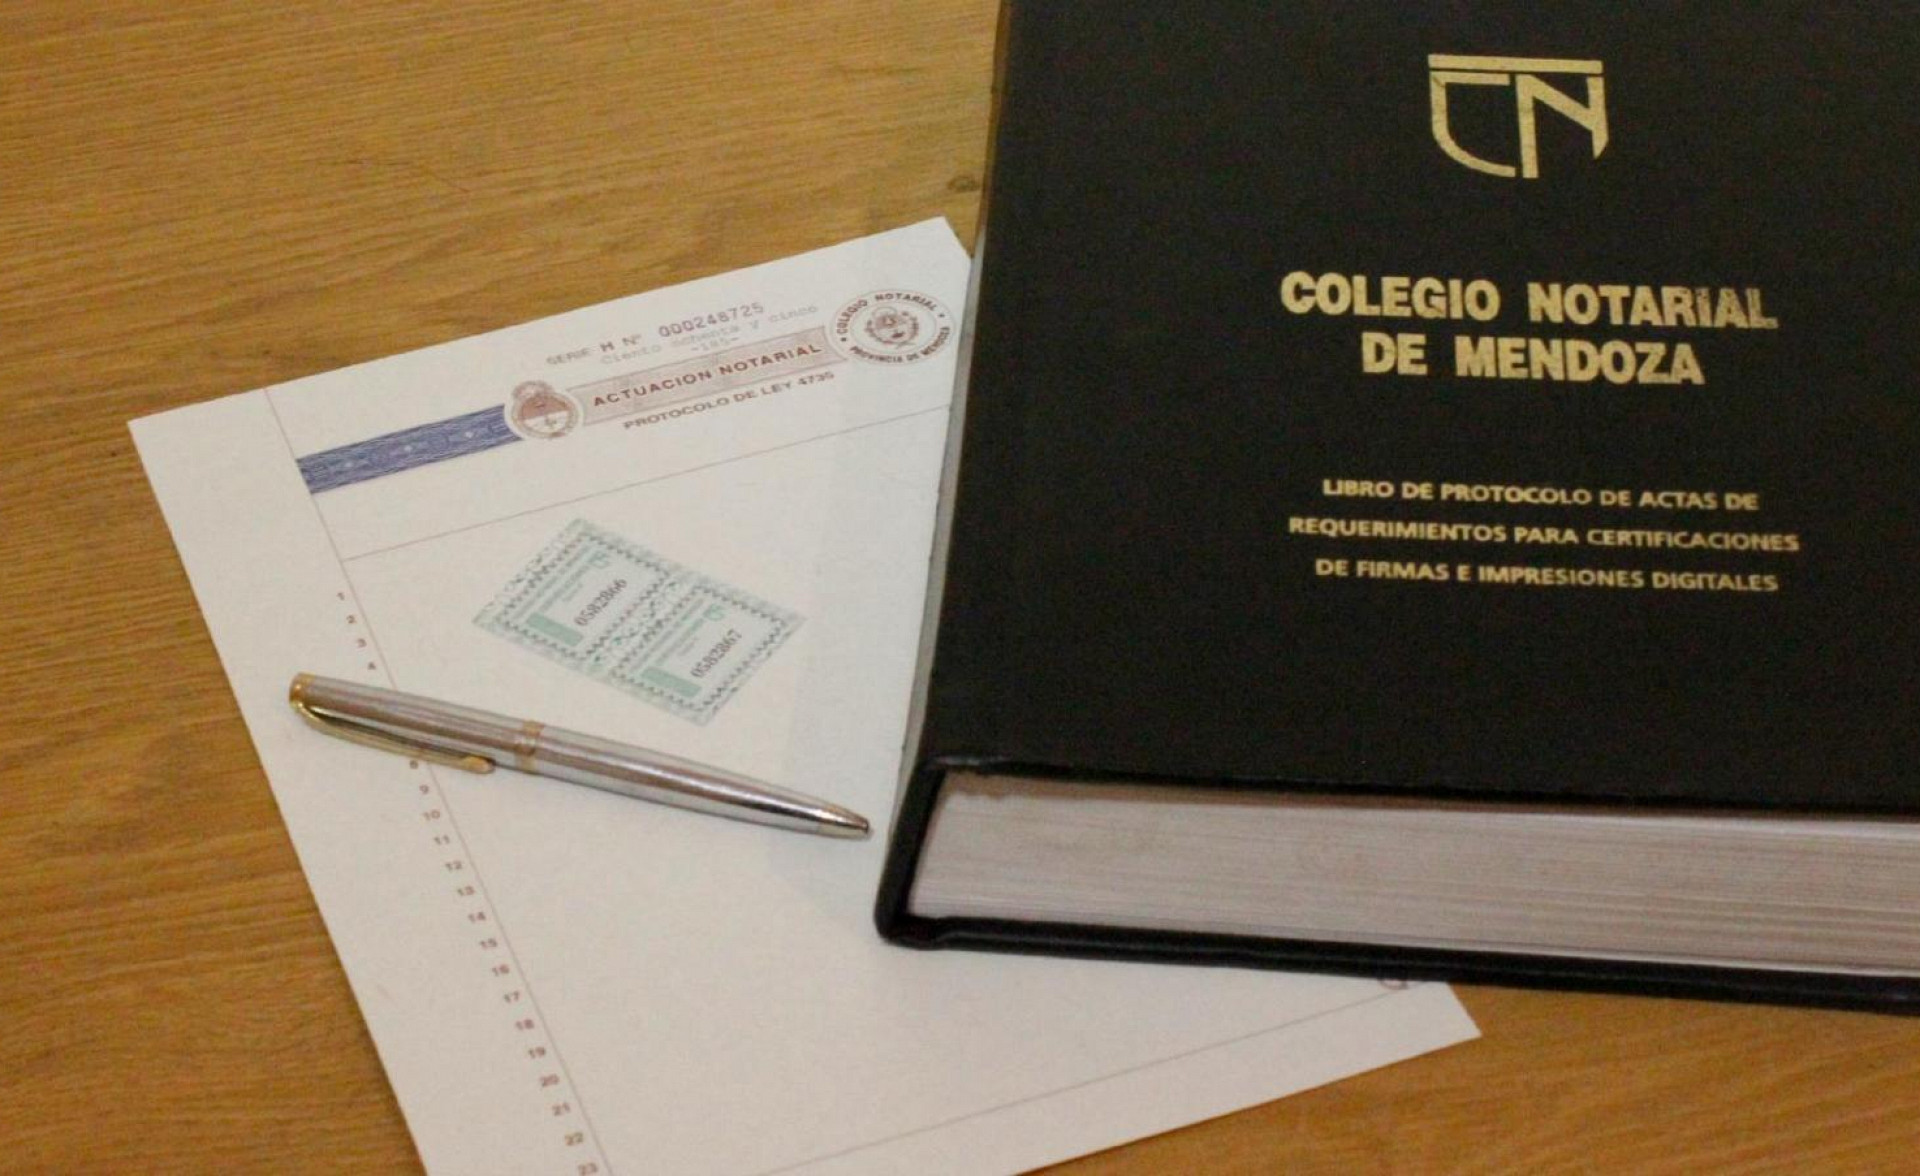 SERIE H Nº 000248725
Ciento ochenta y cinco
-185-
ACTUACION NOTARIAL
PROTOCOLO DE LEY 4735
COLEGIO NOTARIAL
PROVINCIA DE MENDOZA
0582866
0582867
1
2
3
4
8
9
10
11
12
13
14
15
16
17
18
19
20
21
22
23
CN
COLEGIO NOTARIAL
DE MENDOZA
LIBRO DE PROTOCOLO DE ACTAS DE
REQUERIMIENTOS PARA CERTIFICACIONES
DE FIRMAS E IMPRESIONES DIGITALES